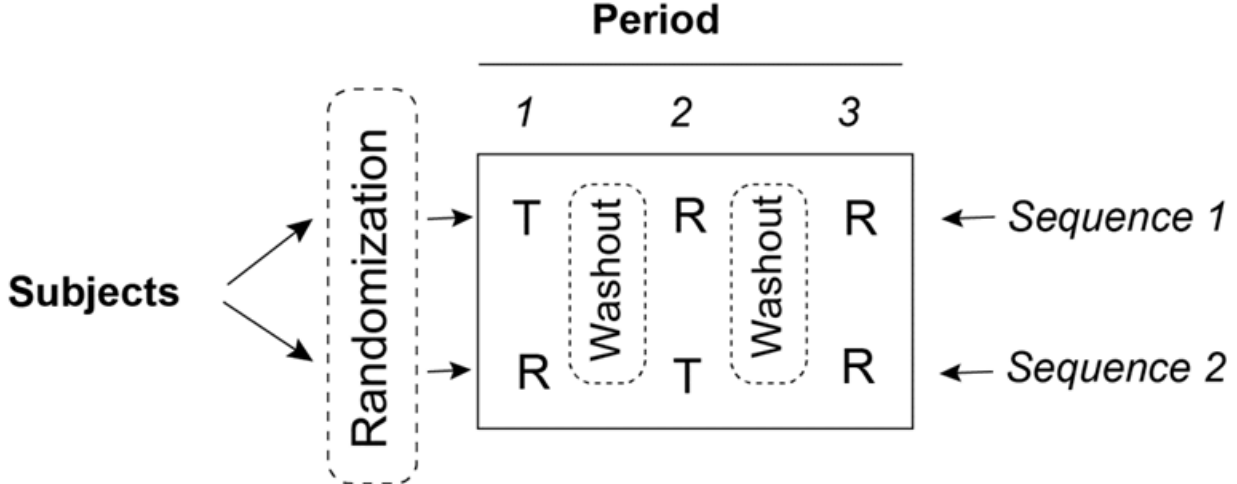 Period
1 2 3
Subjects
Randomization
T Washout R Washout R
Sequence 1
R T R
Sequence 2